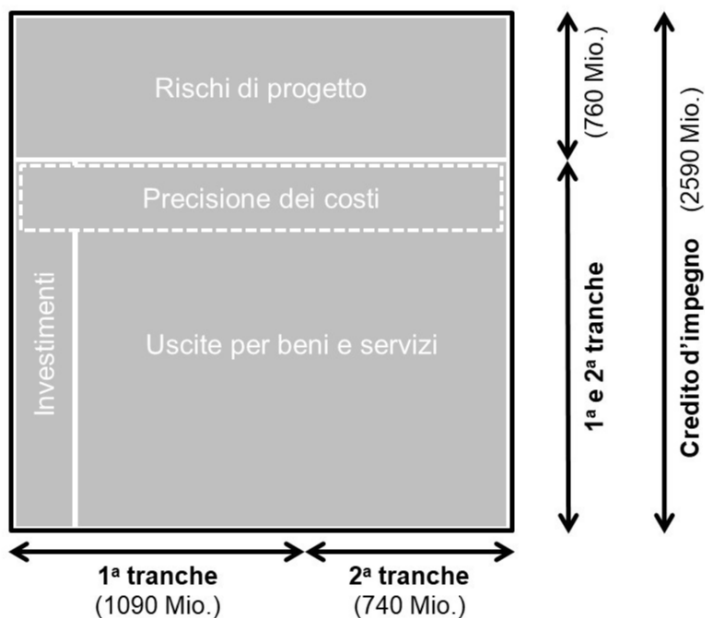 Rischi di progetto
(760 Mio.)
Precisione dei costi
Investimenti
Uscite per beni e servizi
1ª e 2ª tranche
Credito d’impegno (2590 Mio.)
1ª tranche
(1090 Mio.)
2ª tranche
(740 Mio.)